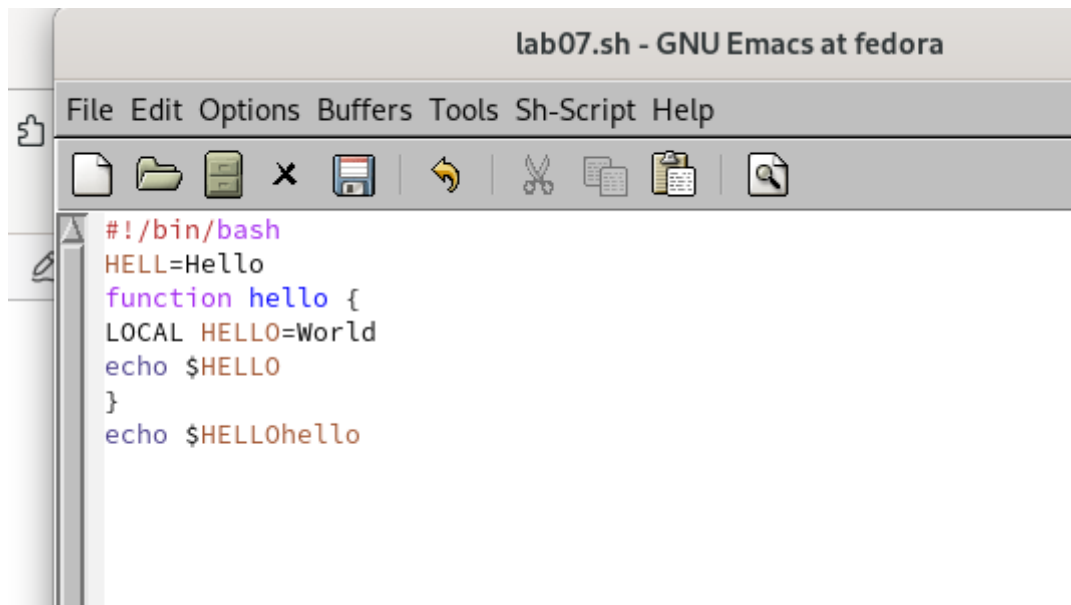 lab07.sh - GNU Emacs at fedora
File Edit Options Buffers Tools Sh-Script Help
#!/bin/bash
HELL=Hello
function hello {
LOCAL HELLO=World
echo $HELLO
}
echo $HELLOhello